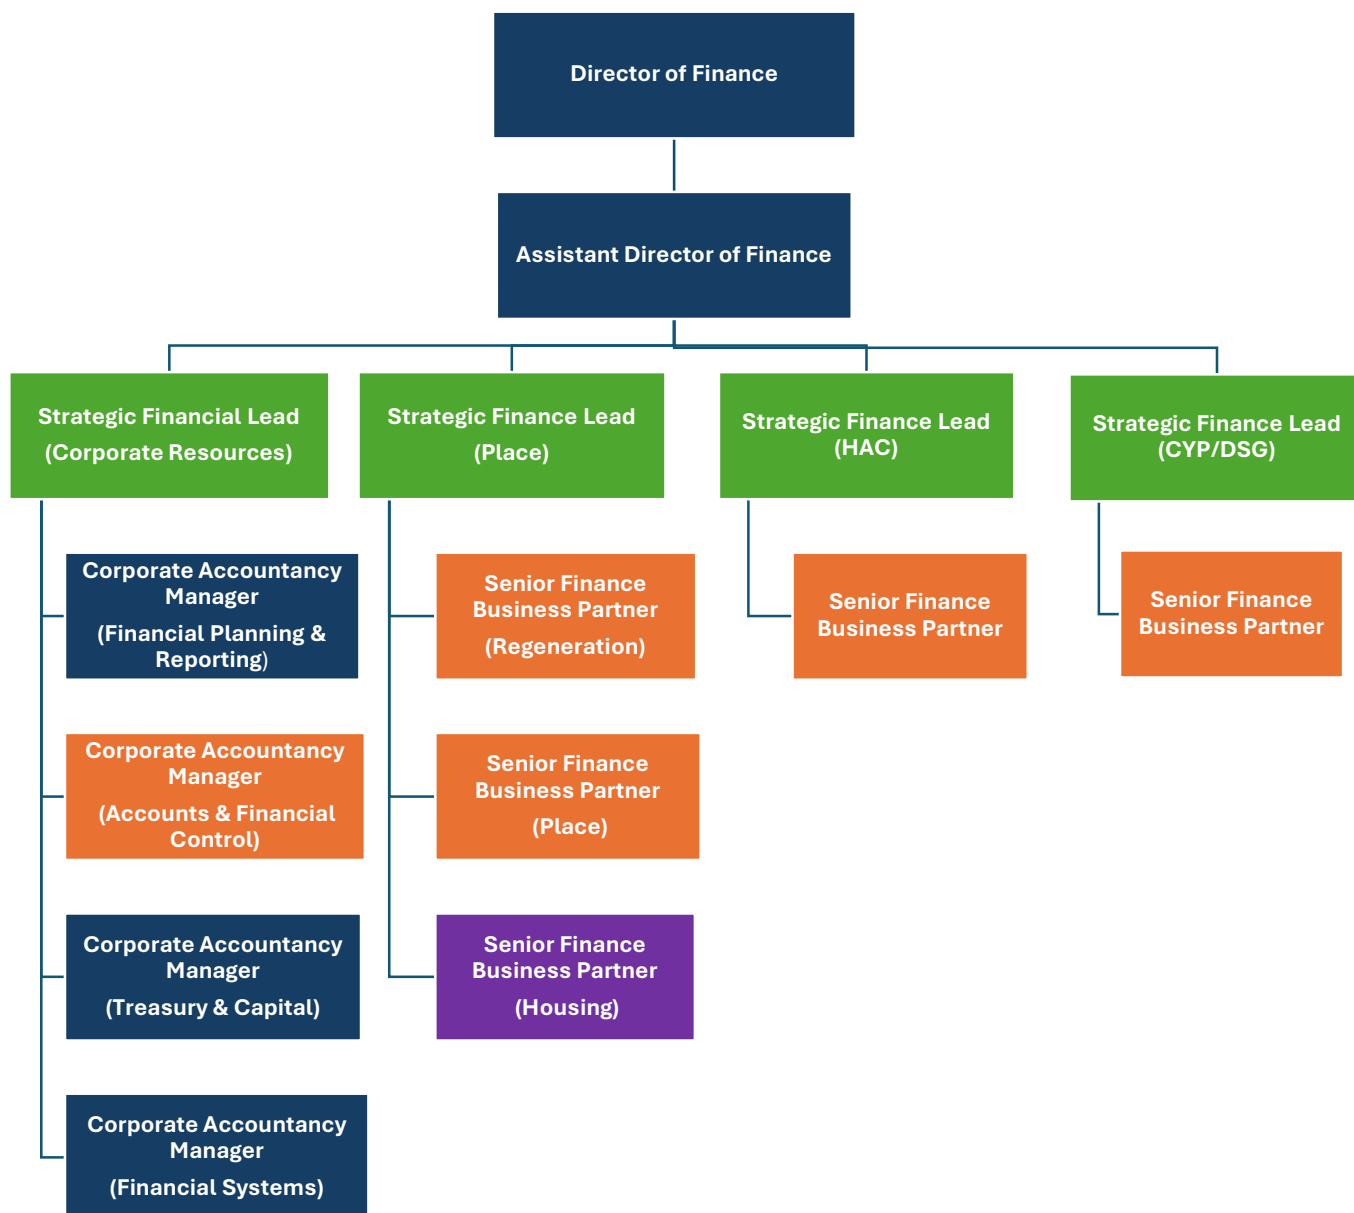 Director of Finance
Assistant Director of Finance
Strategic Financial Lead
(Corporate Resources)
Strategic Finance Lead
(Place)
Strategic Finance Lead
(HAC)
Strategic Finance Lead
(CYP/DSG)
Corporate Accountancy
Manager
(Financial Planning &
Reporting)
Senior Finance
Business Partner
(Regeneration)
Senior Finance
Business Partner
Senior Finance
Business Partner
Corporate Accountancy
Manager
(Accounts & Financial
Control)
Senior Finance
Business Partner
(Place)
Corporate Accountancy
Manager
(Treasury & Capital)
Senior Finance
Business Partner
(Housing)
Corporate Accountancy
Manager
(Financial Systems)